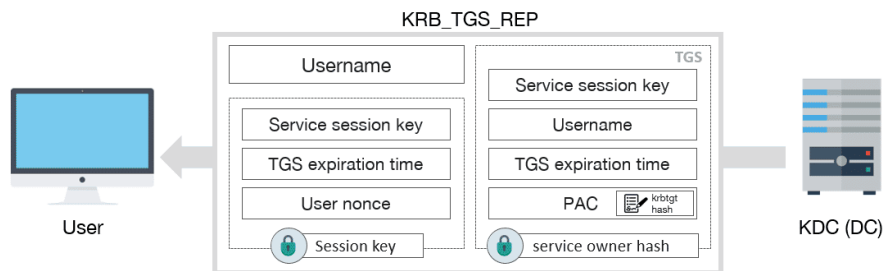 KRB_TGS_REP
Username
Service session key
TGS expiration time
User nonce
Session key
TGS
Service session key
Username
TGS expiration time
PAC
krbtgt
hash
service owner hash
User
KDC (DC)